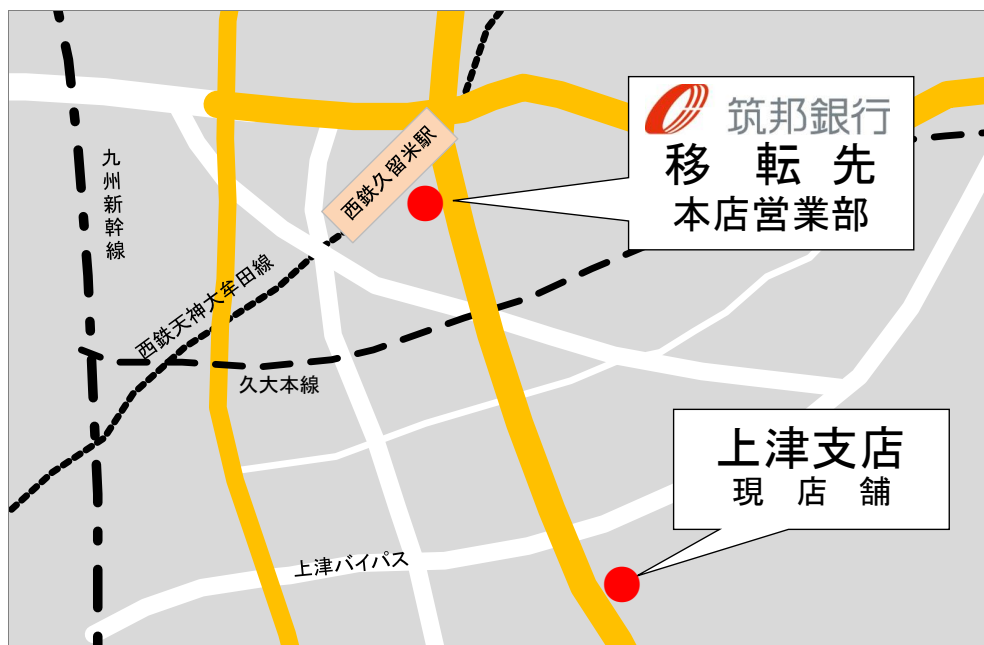 筑邦銀行
移 転 先
本店営業部
西鉄久留米駅
九州新幹線
西鉄天神大牟田線
久大本線
上津支店
現 店 舗
上津バイパス